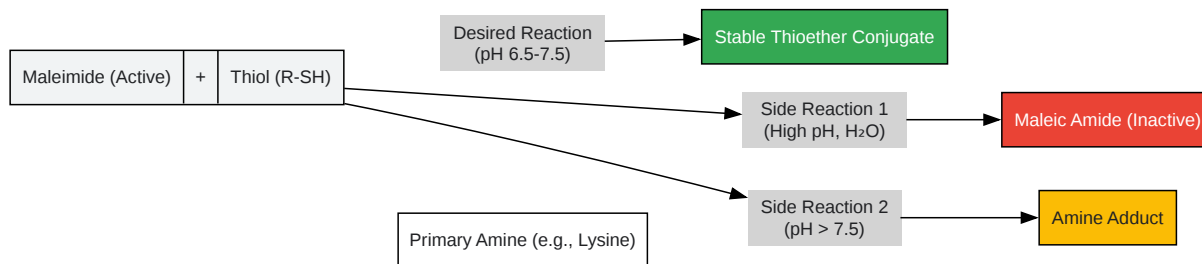 Maleimide (Active)
+
Thiol (R-SH)
Desired Reaction
(pH 6.5-7.5)
Stable Thioether Conjugate
Side Reaction 1
(High pH, H₂O)
Maleic Amide (Inactive)
Side Reaction 2
(pH > 7.5)
Amine Adduct
Primary Amine (e.g., Lysine)